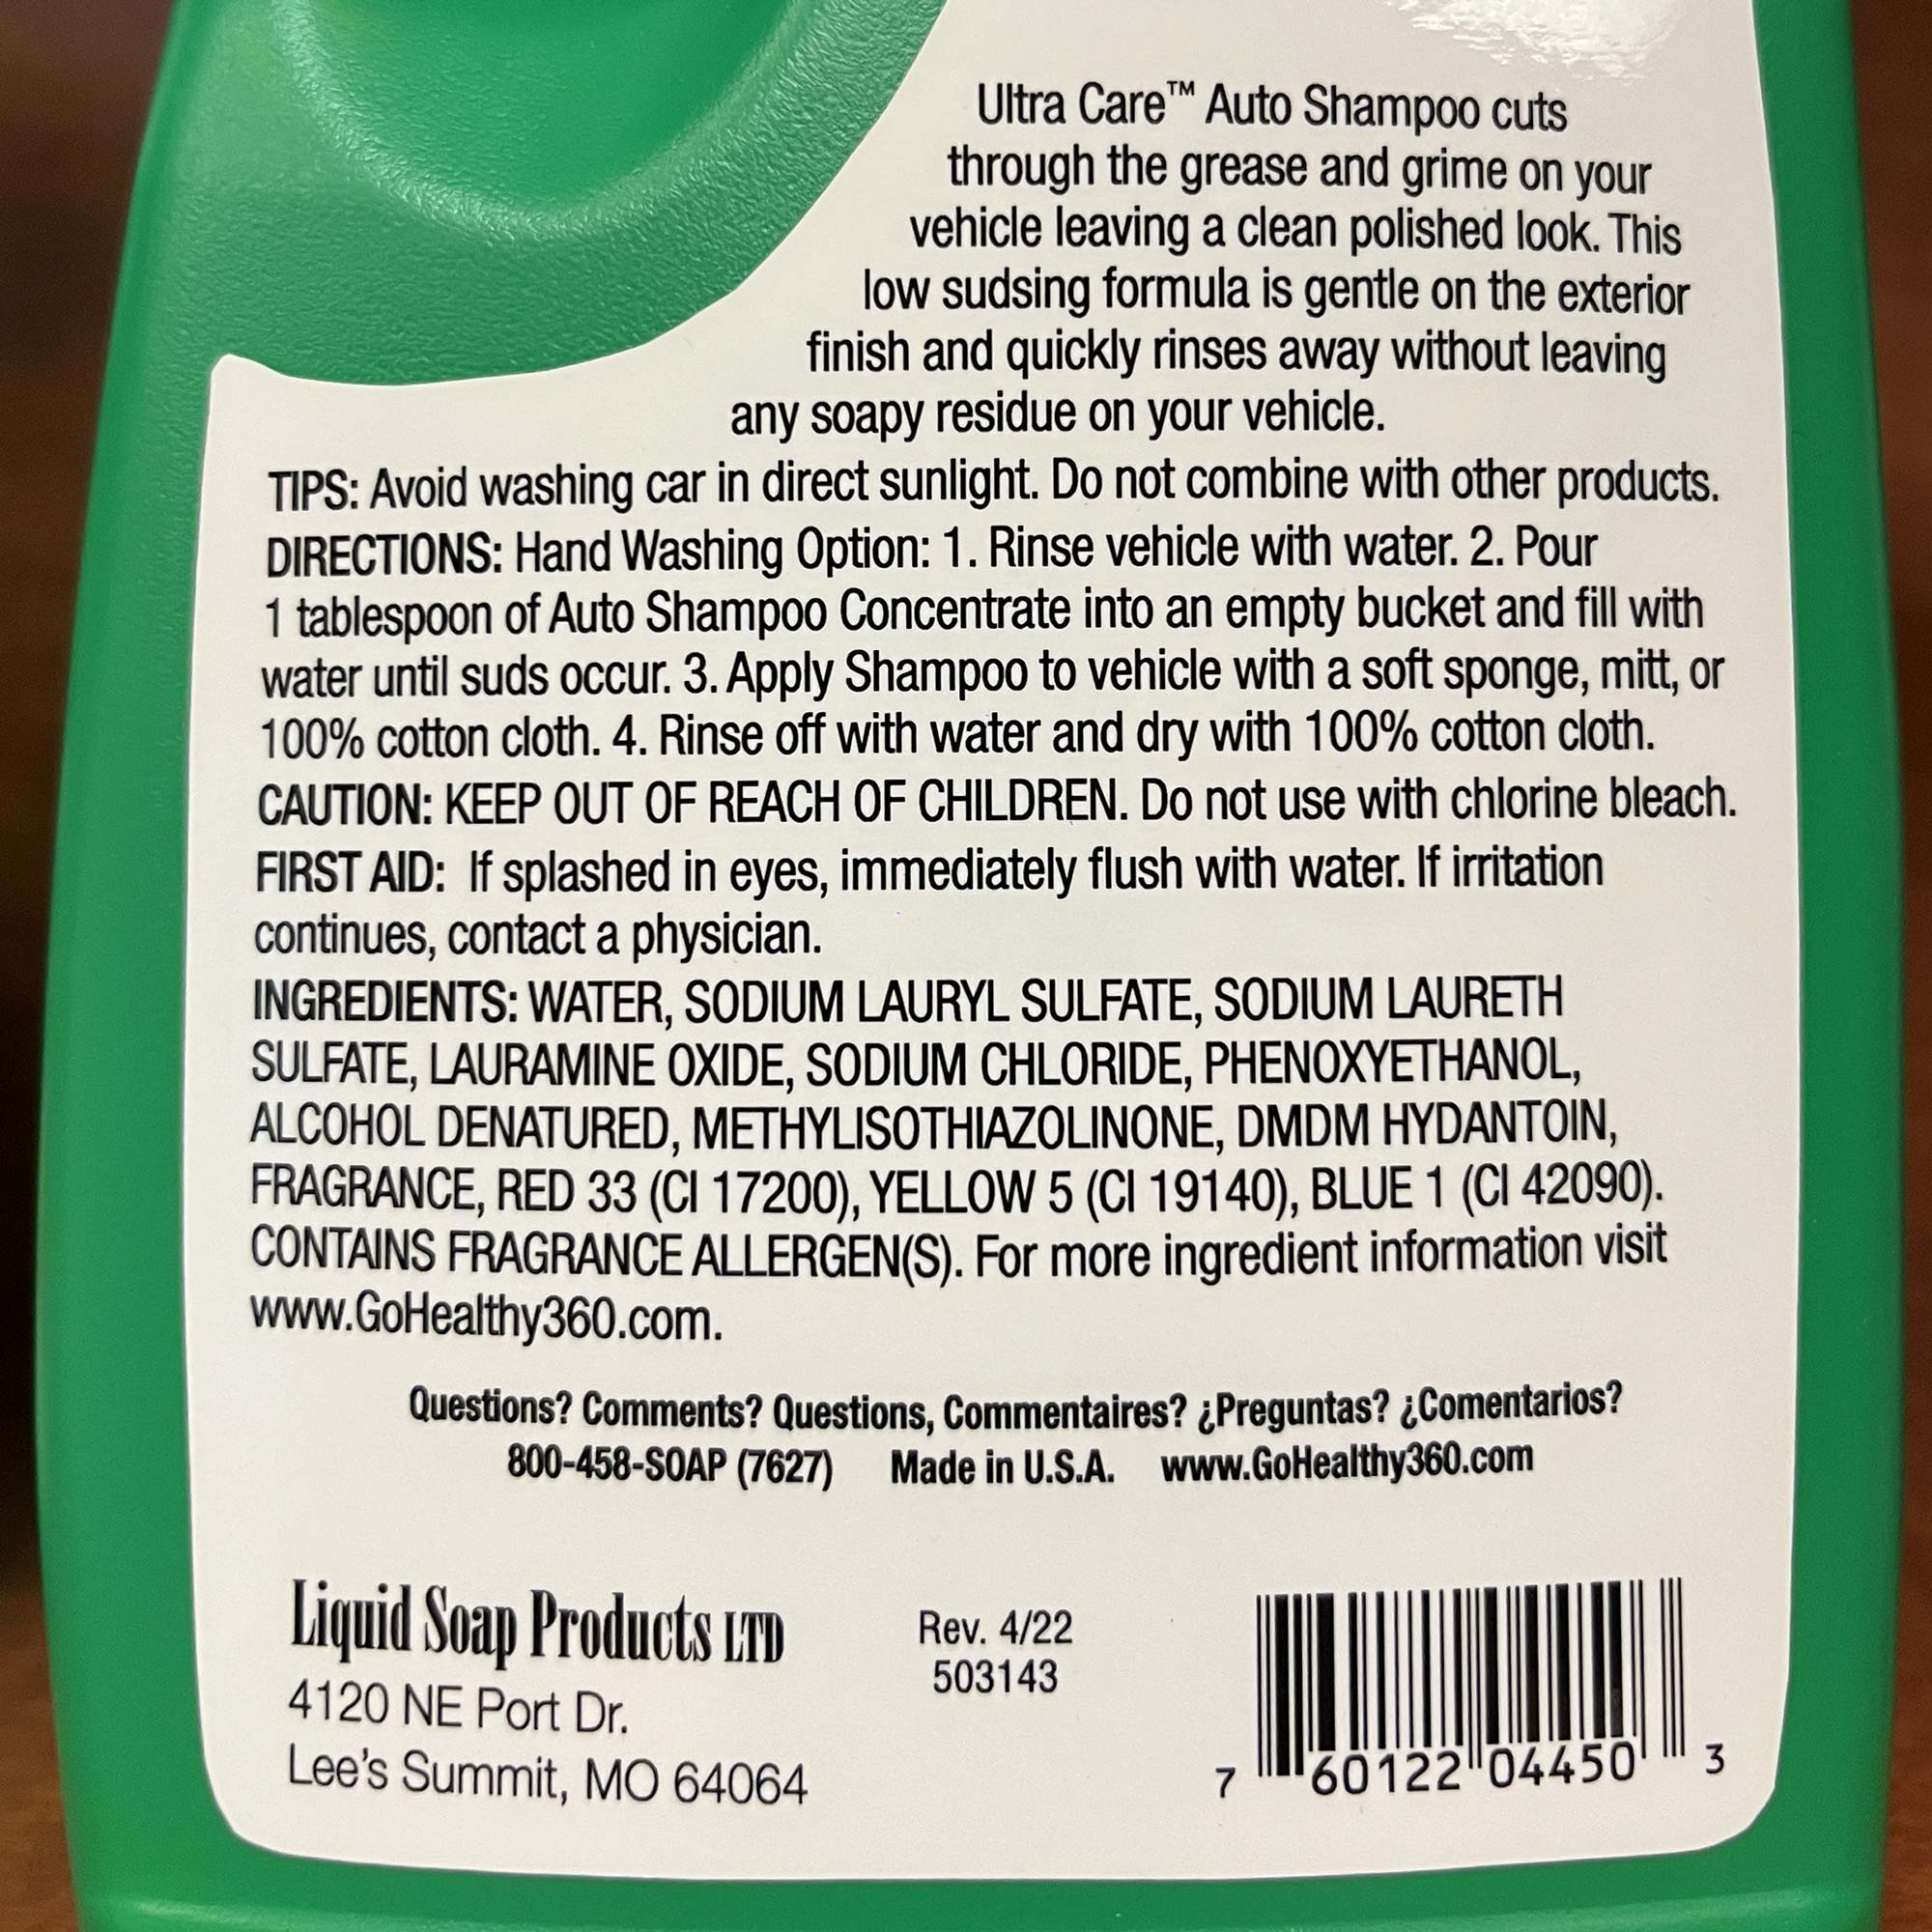 Ultra Care™ Auto Shampoo cuts
through the grease and grime on your
vehicle leaving a clean polished look. This
low sudsing formula is gentle on the exterior
finish and quickly rinses away without leaving
any soapy residue on your vehicle.
TIPS: Avoid washing car in direct sunlight. Do not combine with other products.
DIRECTIONS: Hand Washing Option: 1. Rinse vehicle with water. 2. Pour
1 tablespoon of Auto Shampoo Concentrate into an empty bucket and fill with
water until suds occur. 3. Apply Shampoo to vehicle with a soft sponge, mitt, or
100% cotton cloth. 4. Rinse off with water and dry with 100% cotton cloth.
CAUTION: KEEP OUT OF REACH OF CHILDREN. Do not use with chlorine bleach.
FIRST AID: If splashed in eyes, immediately flush with water. If irritation
continues, contact a physician.
INGREDIENTS: WATER, SODIUM LAURYL SULFATE, SODIUM LAURETH
SULFATE, LAURAMINE OXIDE, SODIUM CHLORIDE, PHENOXYETHANOL,
ALCOHOL DENATURED, METHYLISOTHIAZOLINONE, DMDM HYDANTOIN,
FRAGRANCE, RED 33 (CI 17200), YELLOW 5 (CI 19140), BLUE 1 (CI 42090).
CONTAINS FRAGRANCE ALLERGEN(S). For more ingredient information visit
www.GoHealthy360.com.
Questions? Comments? Questions, Commentaires? ¿Preguntas? ¿Comentarios?
800-458-SOAP (7627) Made in U.S.A. www.GoHealthy360.com
Liquid Soap Products LTD
4120 NE Port Dr.
Lee's Summit, MO 64064
Rev. 4/22
503143
7 60122 04450 3